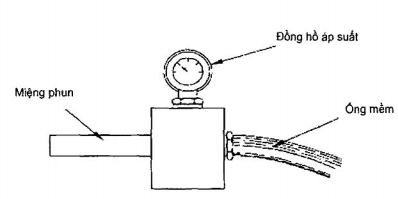 Đồng hồ áp suất
Miệng phun
Ống mềm